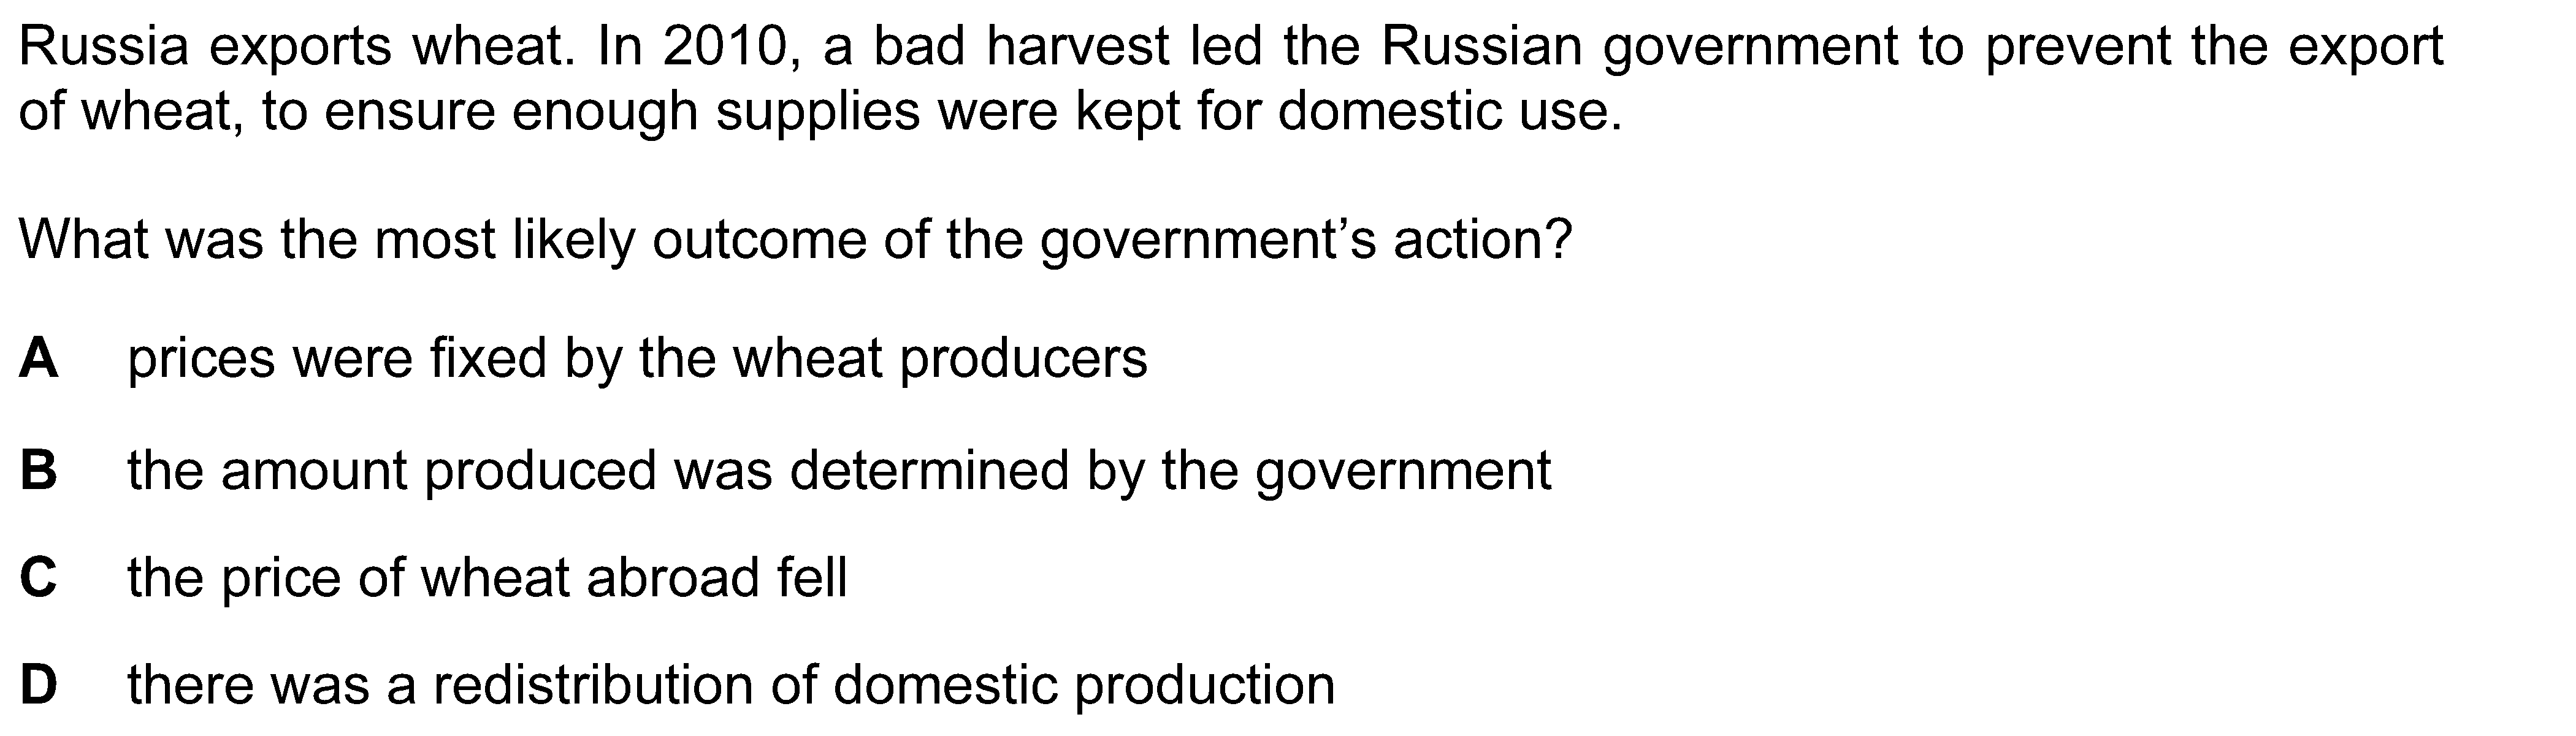 Russia exports wheat. In 2010, a bad harvest led the Russian government to prevent the export
of wheat, to ensure enough supplies were kept for domestic use.
What was the most likely outcome of the government’s action?
A prices were fixed by the wheat producers
B the amount produced was determined by the government
C the price of wheat abroad fell
D there was a redistribution of domestic production